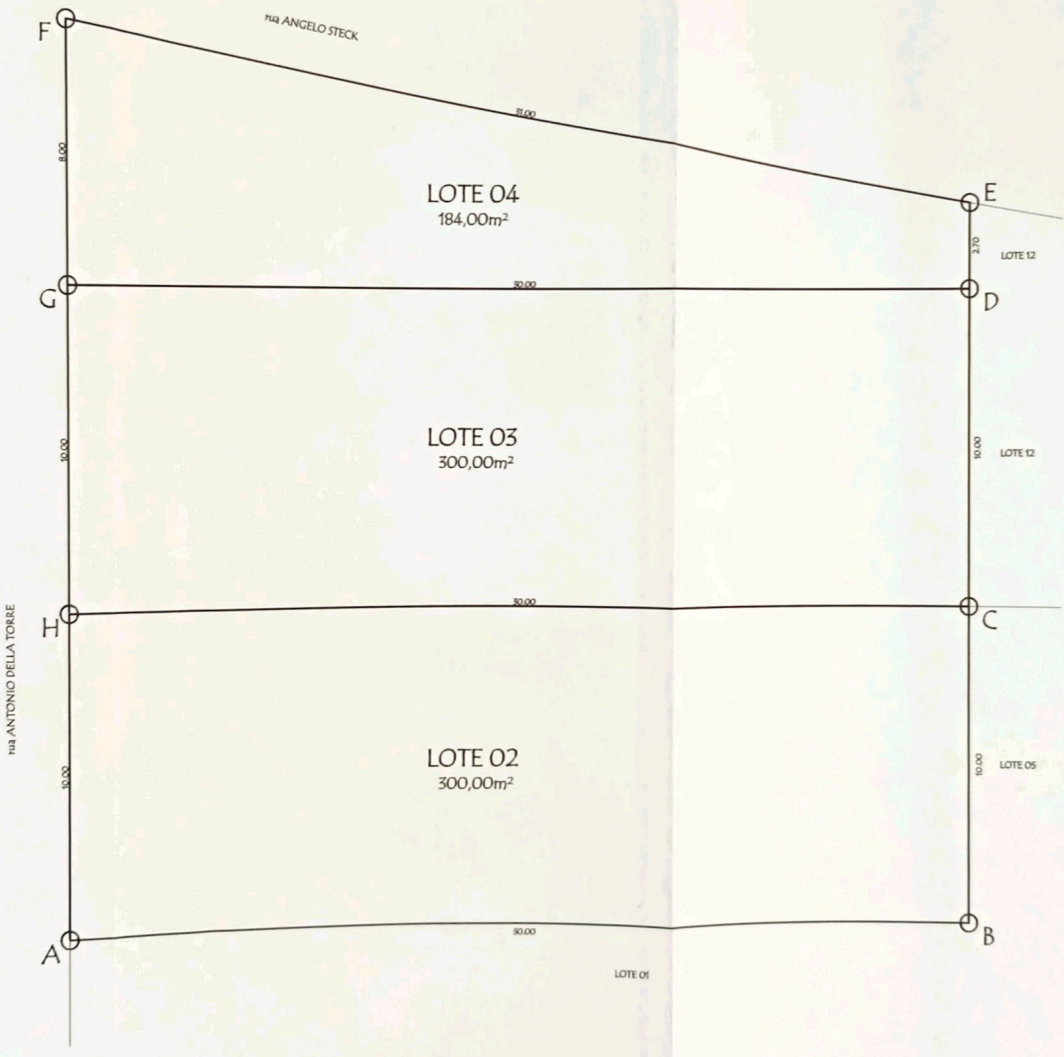 F
rua ANGELO STECK
31.00
8.00
LOTE 04
184,00m²
E
2.70
LOTE 12
G
30.00
D
LOTE 03
300,00m²
10.00
10.00
LOTE 12
H
30.00
C
rua ANTONIO DELLA TORRE
LOTE 02
300,00m²
10.00
10.00
LOTE 05
A
30.00
B
LOTE 01